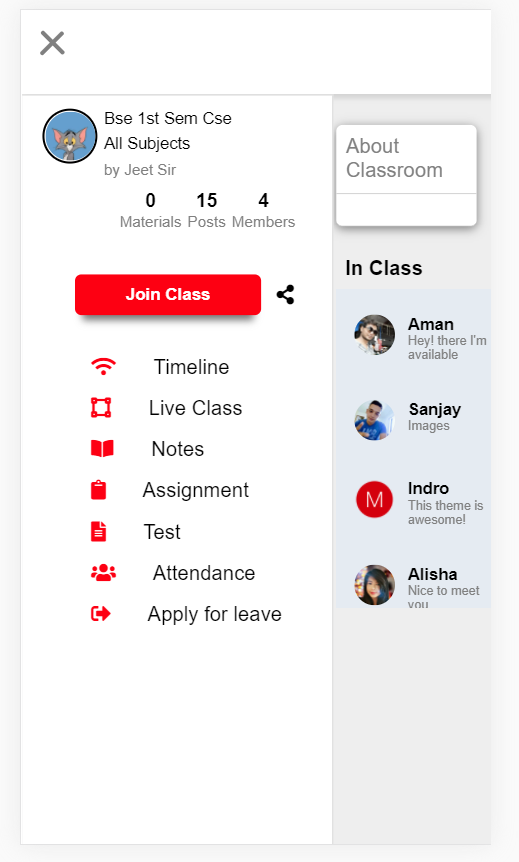 Bse 1st Sem Cse
All Subjects
by Jeet Sir
0 15 4
Materials Posts Members
Join Class
Timeline
Live Class
Notes
Assignment
Test
Attendance
Apply for leave
About
Classroom
In Class
Aman
Hey! there I'm
available
Sanjay
Images
M
Indro
This theme is
awesome!
Alisha
Nice to meet
you